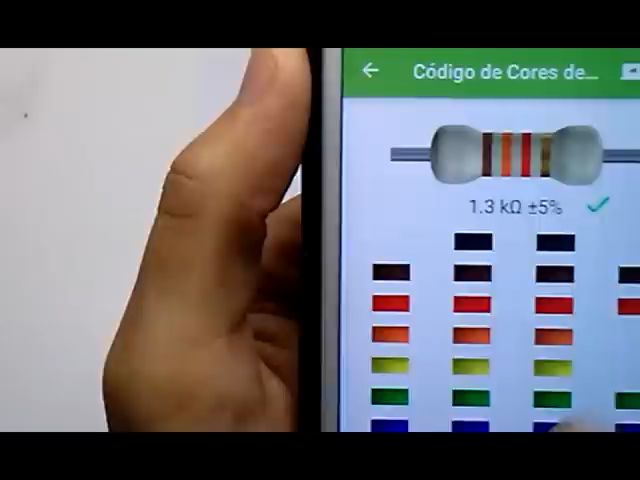 Código de Cores de...
1.3 kΩ ±5%